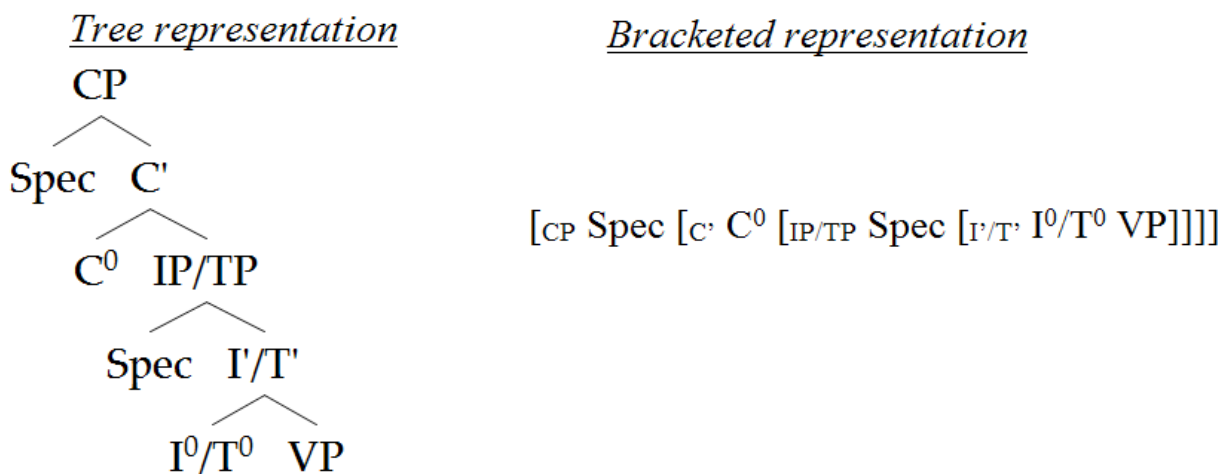 Tree representation
Bracketed representation
CP
Spec C'
C⁰ IP/TP
Spec I'/T'
I⁰/T⁰ VP
[CP Spec [C' C⁰ [IP/TP Spec [I'/T' I⁰/T⁰ VP]]]]